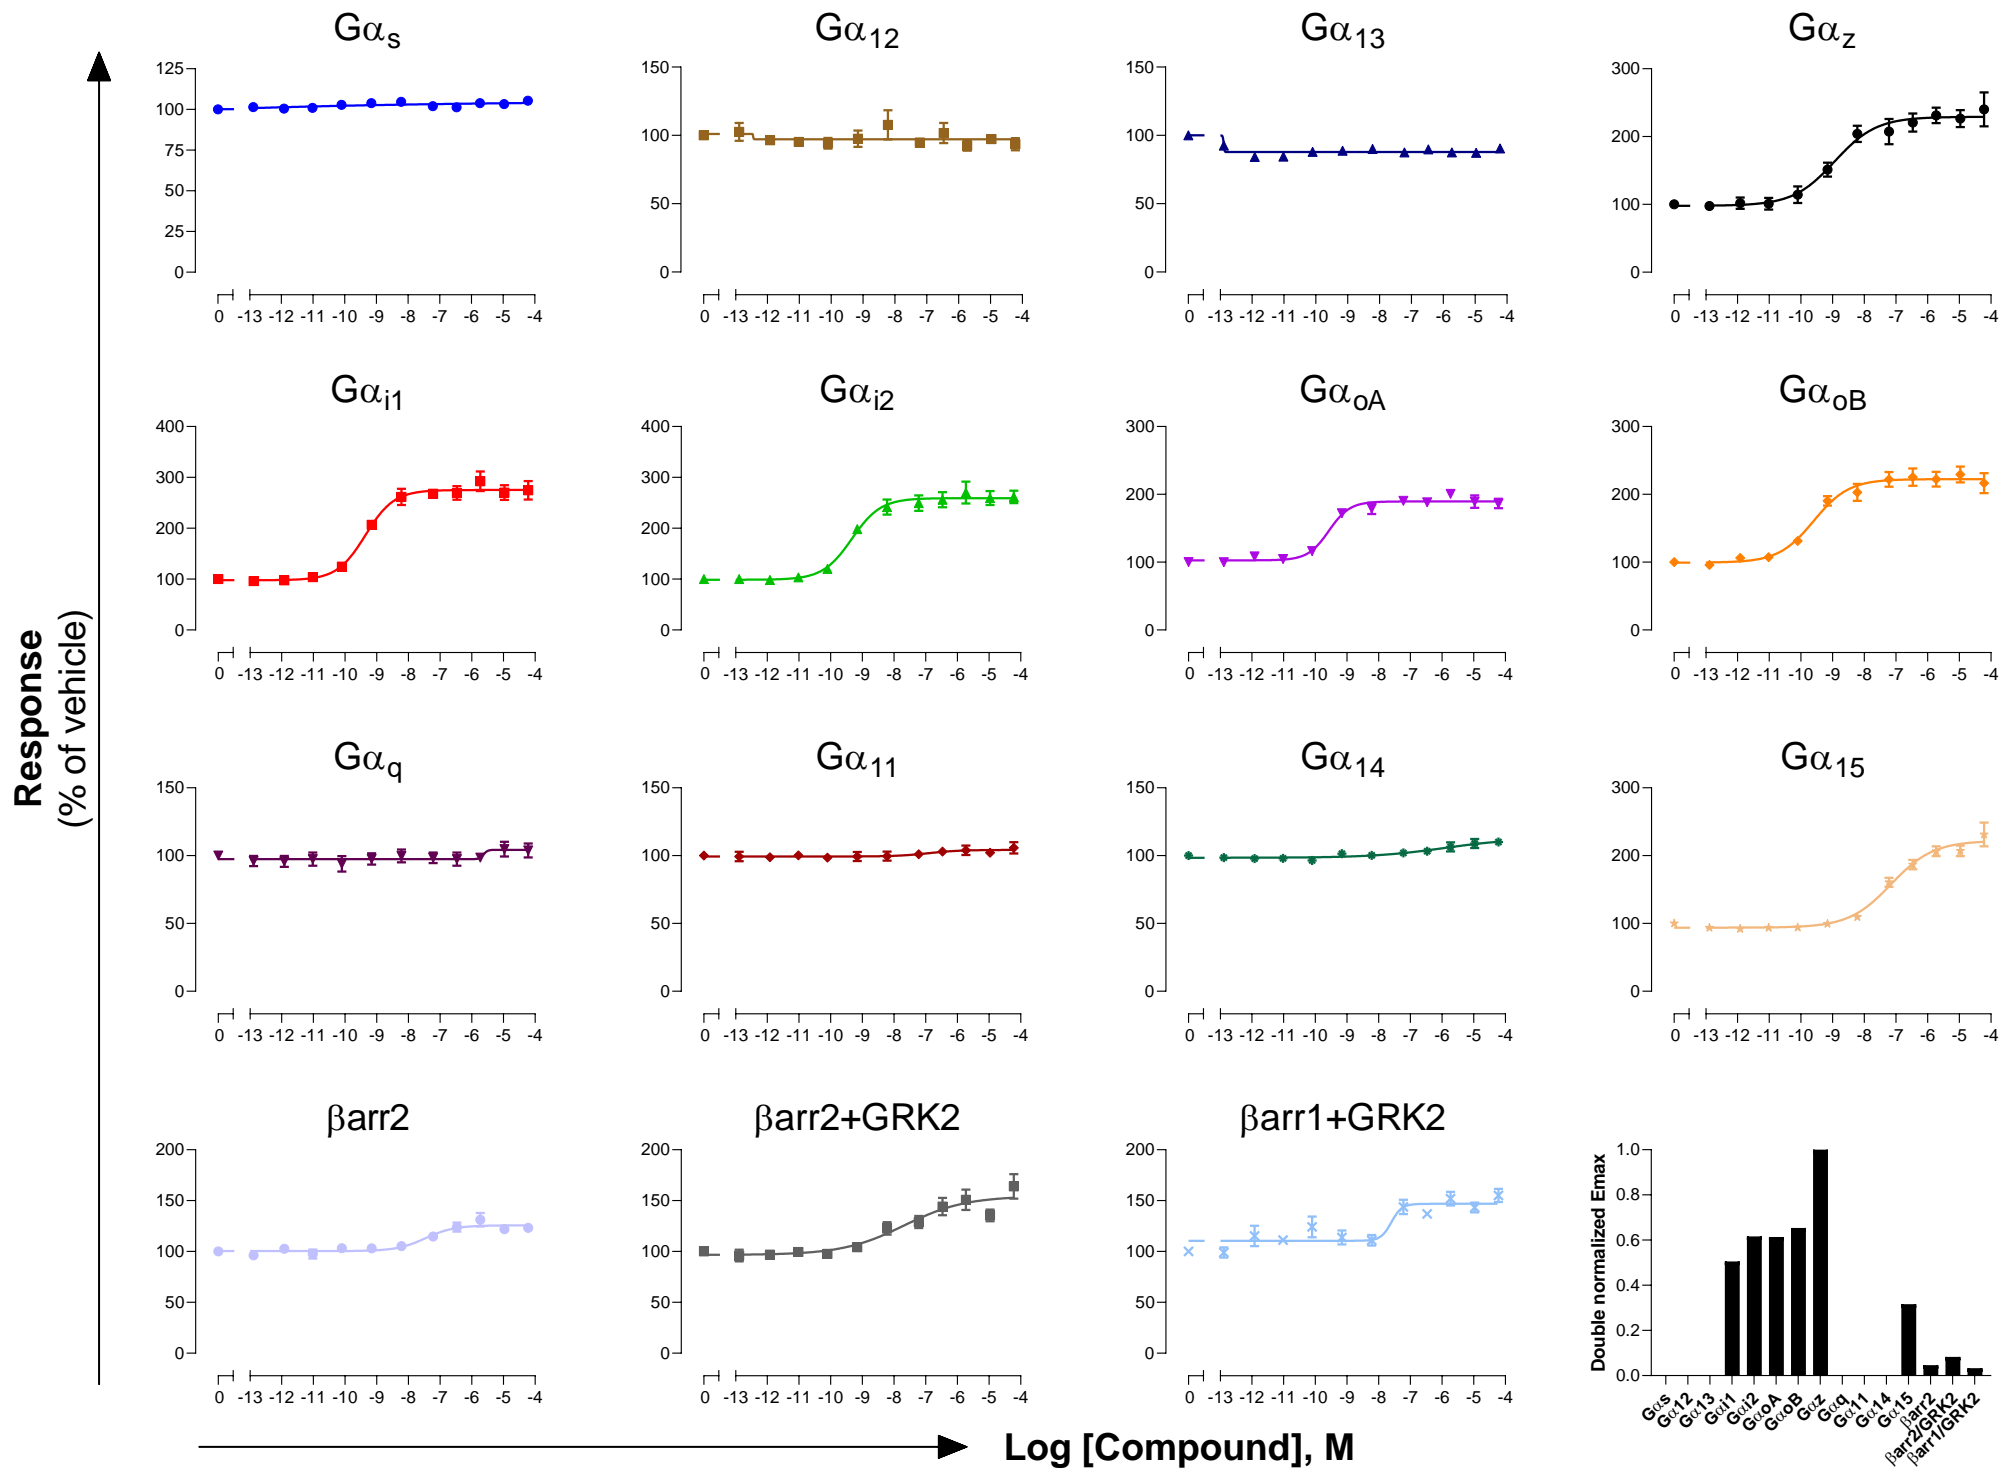 Gαs
Gα12
Gα13
Gαz
125
100
75
50
25
0
0 -13 -12 -11 -10 -9 -8 -7 -6 -5 -4
150
100
50
0
0 -13 -12 -11 -10 -9 -8 -7 -6 -5 -4
150
100
50
0
0 -13 -12 -11 -10 -9 -8 -7 -6 -5 -4
300
200
100
0
0 -13 -12 -11 -10 -9 -8 -7 -6 -5 -4
Gαi1
Gαi2
GαoA
GαoB
400
300
200
100
0
0 -13 -12 -11 -10 -9 -8 -7 -6 -5 -4
400
300
200
100
0
0 -13 -12 -11 -10 -9 -8 -7 -6 -5 -4
300
200
100
0
0 -13 -12 -11 -10 -9 -8 -7 -6 -5 -4
300
200
100
0
0 -13 -12 -11 -10 -9 -8 -7 -6 -5 -4
Response
(% of vehicle)
Gαq
Gα11
Gα14
Gα15
150
100
50
0
0 -13 -12 -11 -10 -9 -8 -7 -6 -5 -4
150
100
50
0
0 -13 -12 -11 -10 -9 -8 -7 -6 -5 -4
150
100
50
0
0 -13 -12 -11 -10 -9 -8 -7 -6 -5 -4
300
200
100
0
0 -13 -12 -11 -10 -9 -8 -7 -6 -5 -4
βarr2
βarr2+GRK2
βarr1+GRK2
200
150
100
50
0
0 -13 -12 -11 -10 -9 -8 -7 -6 -5 -4
200
150
100
50
0
0 -13 -12 -11 -10 -9 -8 -7 -6 -5 -4
200
150
100
50
0
0 -13 -12 -11 -10 -9 -8 -7 -6 -5 -4
Double normalized Emax
1.0
0.8
0.6
0.4
0.2
0.0
Gαs
Gα12
Gα13
Gαi1
Gαi2
GαoA
GαoB
Gαz
Gαq
Gα11
Gα14
Gα15
βarr2
βarr2/GRK2
βarr1/GRK2
Log [Compound], M